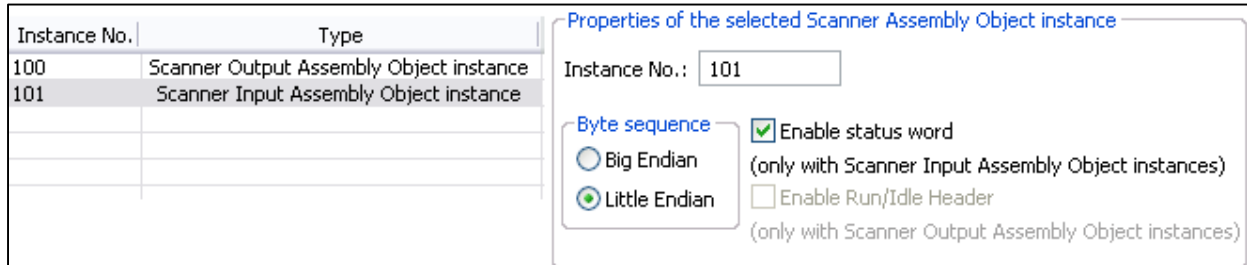 Instance No. Type
100 Scanner Output Assembly Object instance
101 Scanner Input Assembly Object instance
Properties of the selected Scanner Assembly Object instance
Instance No.: 101
Byte sequence
Big Endian
Little Endian
Enable status word
(only with Scanner Input Assembly Object instances)
Enable Run/Idle Header
(only with Scanner Output Assembly Object instances)